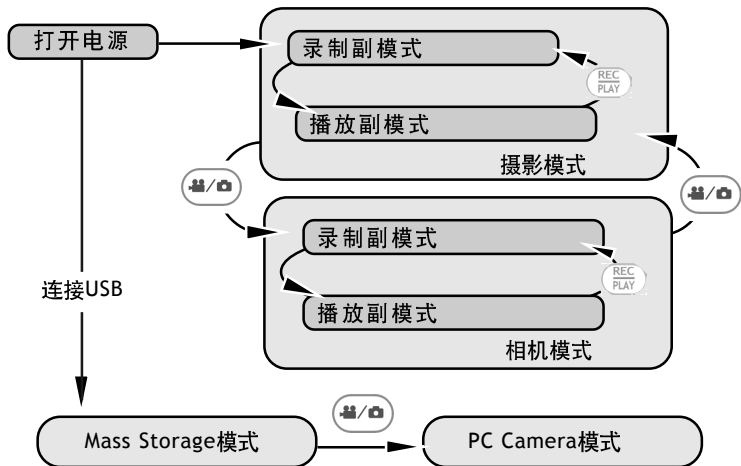 打开电源
录制副模式
REC
PLAY
播放副模式
摄影模式
录制副模式
REC
PLAY
播放副模式
相机模式
连接USB
Mass Storage模式
PC Camera模式